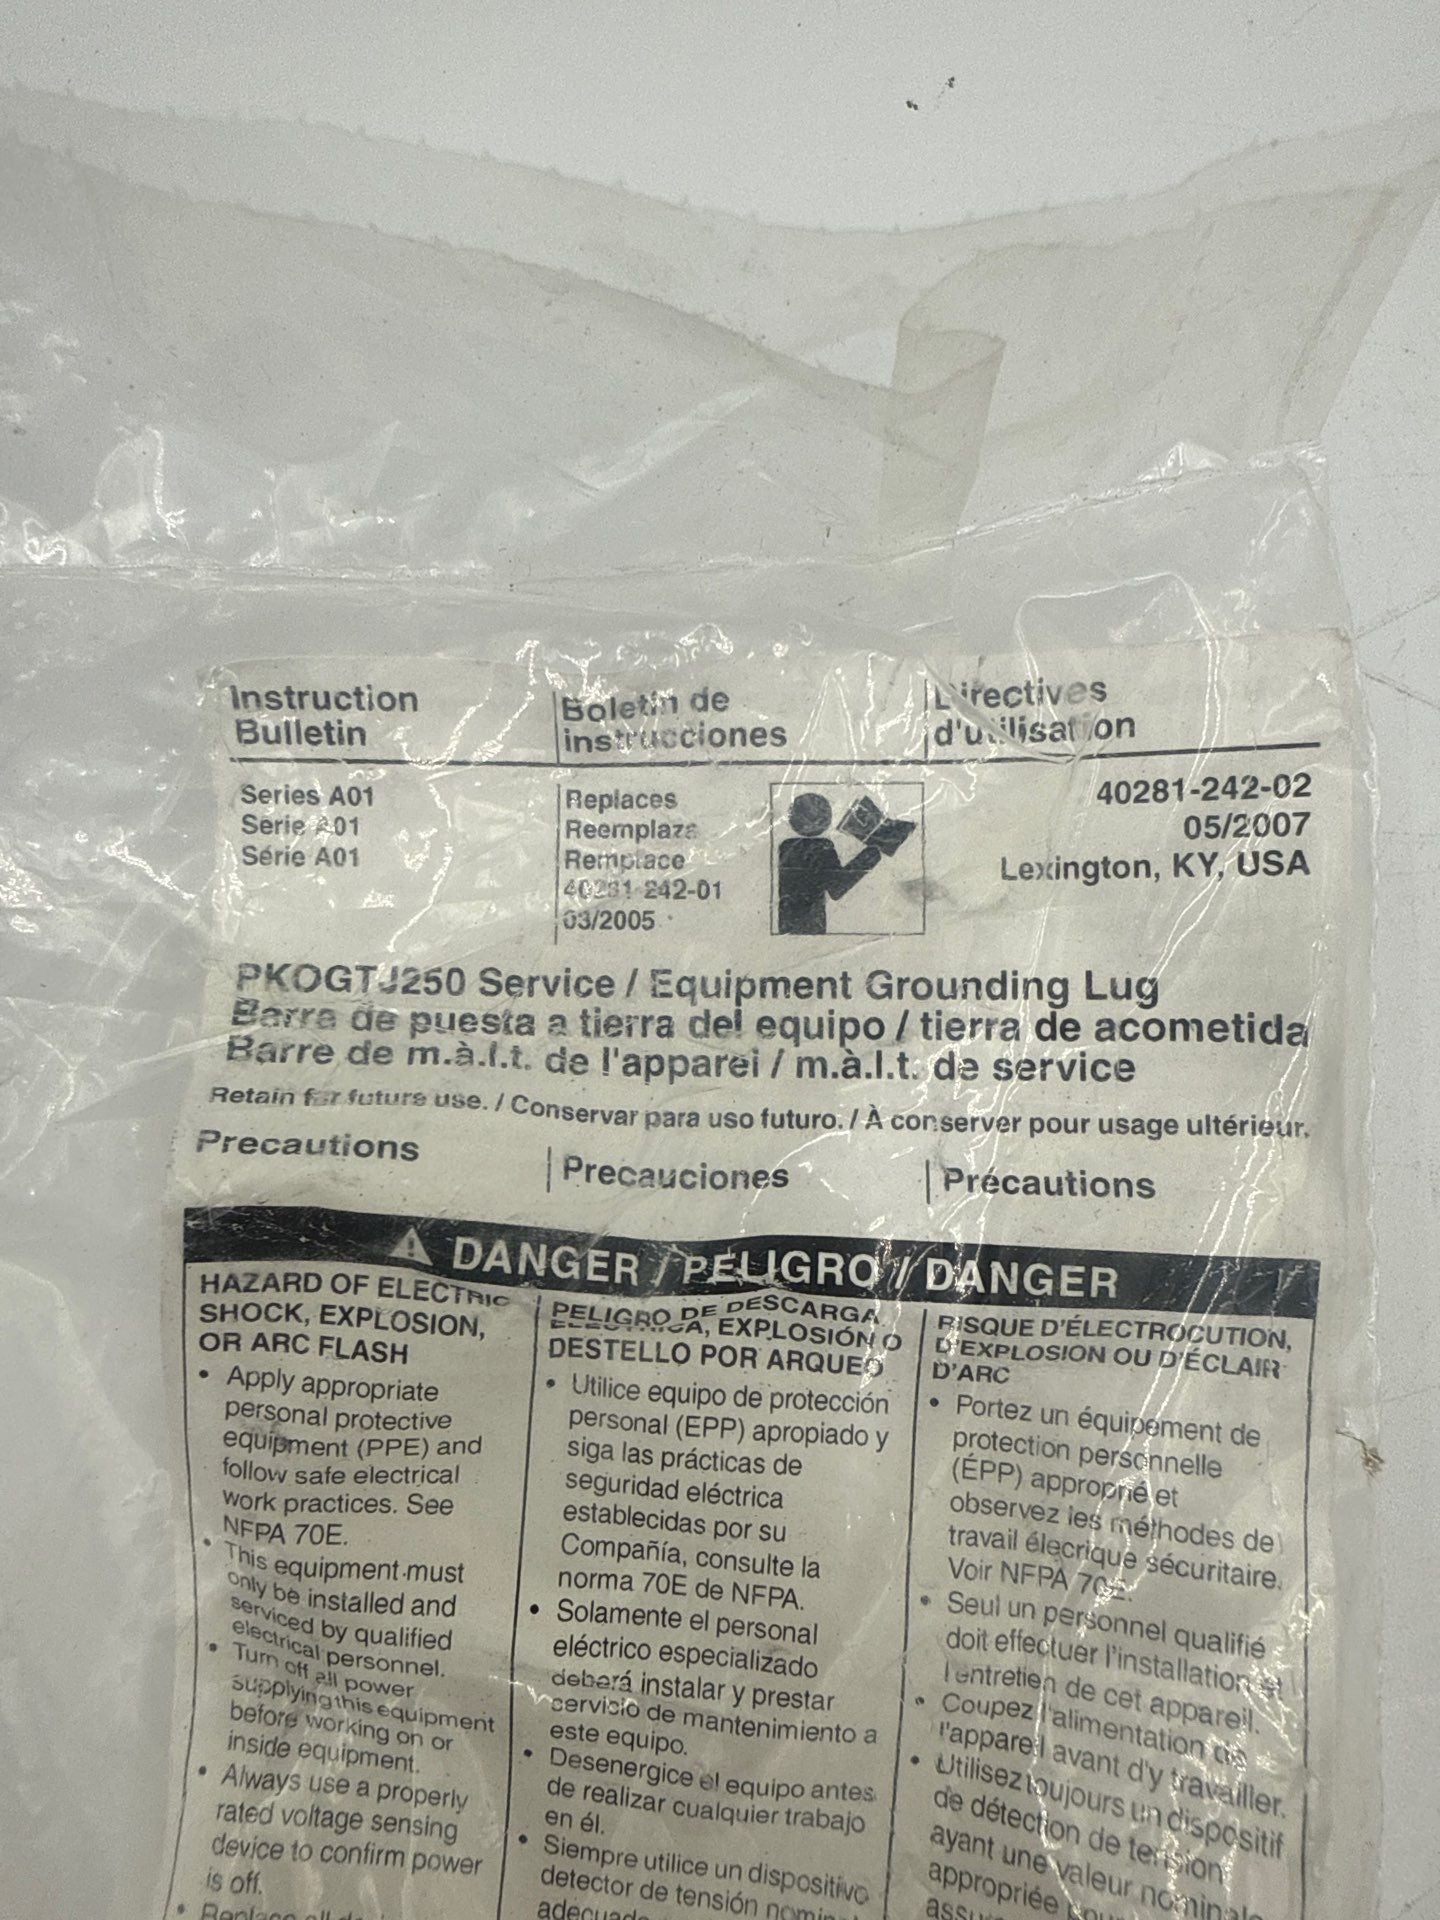 Instruction
Bulletin
Boletín de
instrucciones
Directives
d'utilisation
Series A01
Serie A01
Série A01
Replaces
Reemplaza
Remplace
40281-242-01
03/2005
40281-242-02
05/2007
Lexington, KY, USA
PKOGTJ250 Service / Equipment Grounding Lug
Barra de puesta a tierra del equipo / tierra de acometida
Barre de m.à.l.t. de l'appareil / m.à.l.t. de service
Retain for future use. / Conservar para uso futuro. / À conserver pour usage ultérieur.
Precautions
Precauciones
Précautions
DANGER / PELIGRO / DANGER
HAZARD OF ELECTRIC
SHOCK, EXPLOSION,
OR ARC FLASH
• Apply appropriate
personal protective
equipment (PPE) and
follow safe electrical
work practices. See
NFPA 70E.
• This equipment must
only be installed and
serviced by qualified
electrical personnel.
• Turn off all power
supplying this equipment
before working on or
inside equipment.
• Always use a properly
rated voltage sensing
device to confirm power
is off.
• Replace all
PELIGRO DE DESCARGA
ELÉCTRICA, EXPLOSIÓN O
DESTELLO POR ARQUEO
• Utilice equipo de protección
personal (EPP) apropiado y
siga las prácticas de
seguridad eléctrica
establecidas por su
Compañía, consulte la
norma 70E de NFPA.
• Solamente el personal
eléctrico especializado
deberá instalar y prestar
servicio de mantenimiento a
este equipo.
• Desenergice el equipo antes
de realizar cualquier trabajo
en él.
• Siempre utilice un dispositivo
detector de tensión
RISQUE D'ÉLECTROCUTION,
D'EXPLOSION OU D'ÉCLAIR
D'ARC
• Portez un équipement de
protection personnelle
(ÉPP) approprié et
observez les méthodes de
travail élecrique sécuritaire.
Voir NFPA 70E.
• Seul un personnel qualifié
doit effectuer l'installation et
l'entretien de cet appareil.
• Coupez l'alimentation de
l'appareil avant d'y travailler.
• Utilisez toujours un dispositif
de détection de tension
ayant une valeur nominale
appropriée pour